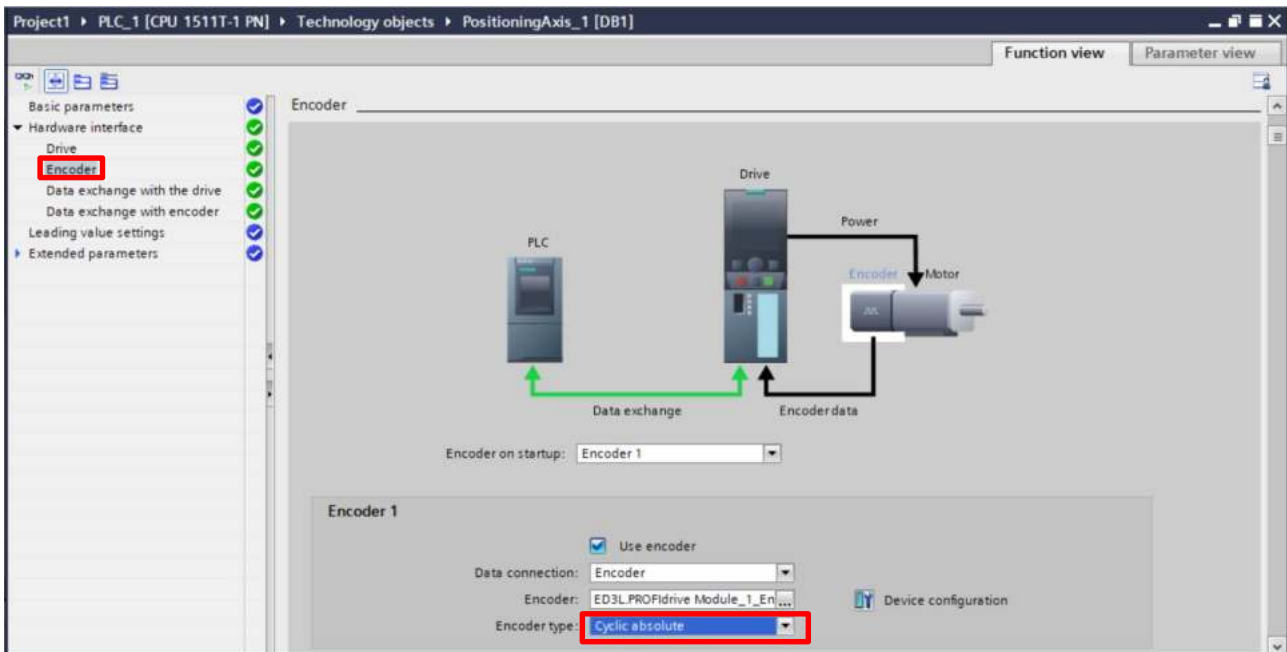 Project1 ▸ PLC_1 [CPU 1511T-1 PN] ▸ Technology objects ▸ PositioningAxis_1 [DB1]
Function view
Parameter view
Basic parameters
Hardware interface
Drive
Encoder
Data exchange with the drive
Data exchange with encoder
Leading value settings
Extended parameters
Encoder
Drive
Power
PLC
Encoder
Motor
Data exchange
Encoder data
Encoder on startup: Encoder 1
Encoder 1
Use encoder
Data connection: Encoder
Encoder: ED3L.PROFIdrive Module_1_En ...
Device configuration
Encoder type: Cyclic absolute